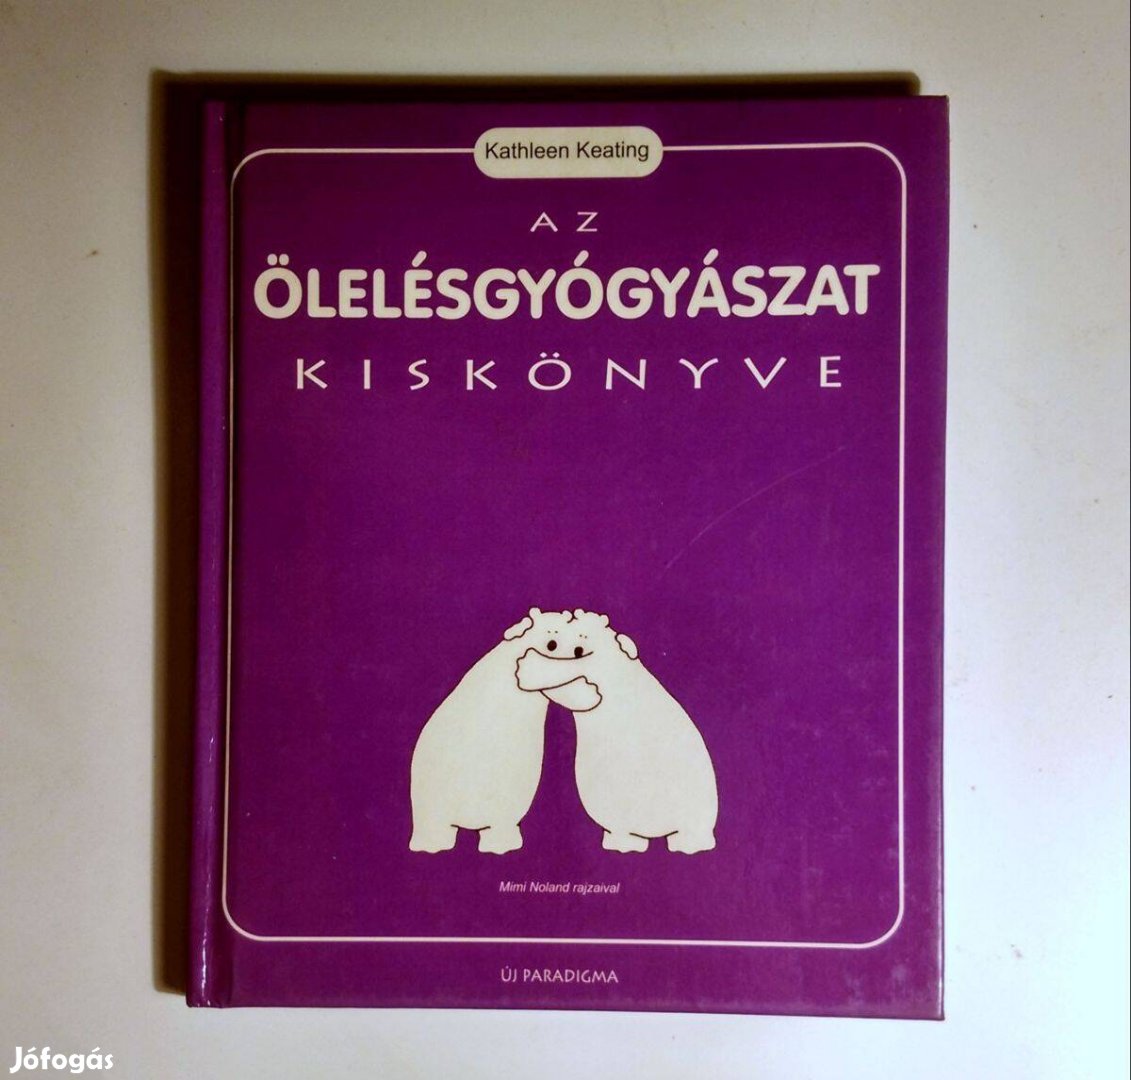 Kathleen Keating
AZ
ÖLELÉSGYÓGYÁSZAT
KISKÖNYVE
Mimi Noland rajzaival
ÚJ PARADIGMA
Jófogás